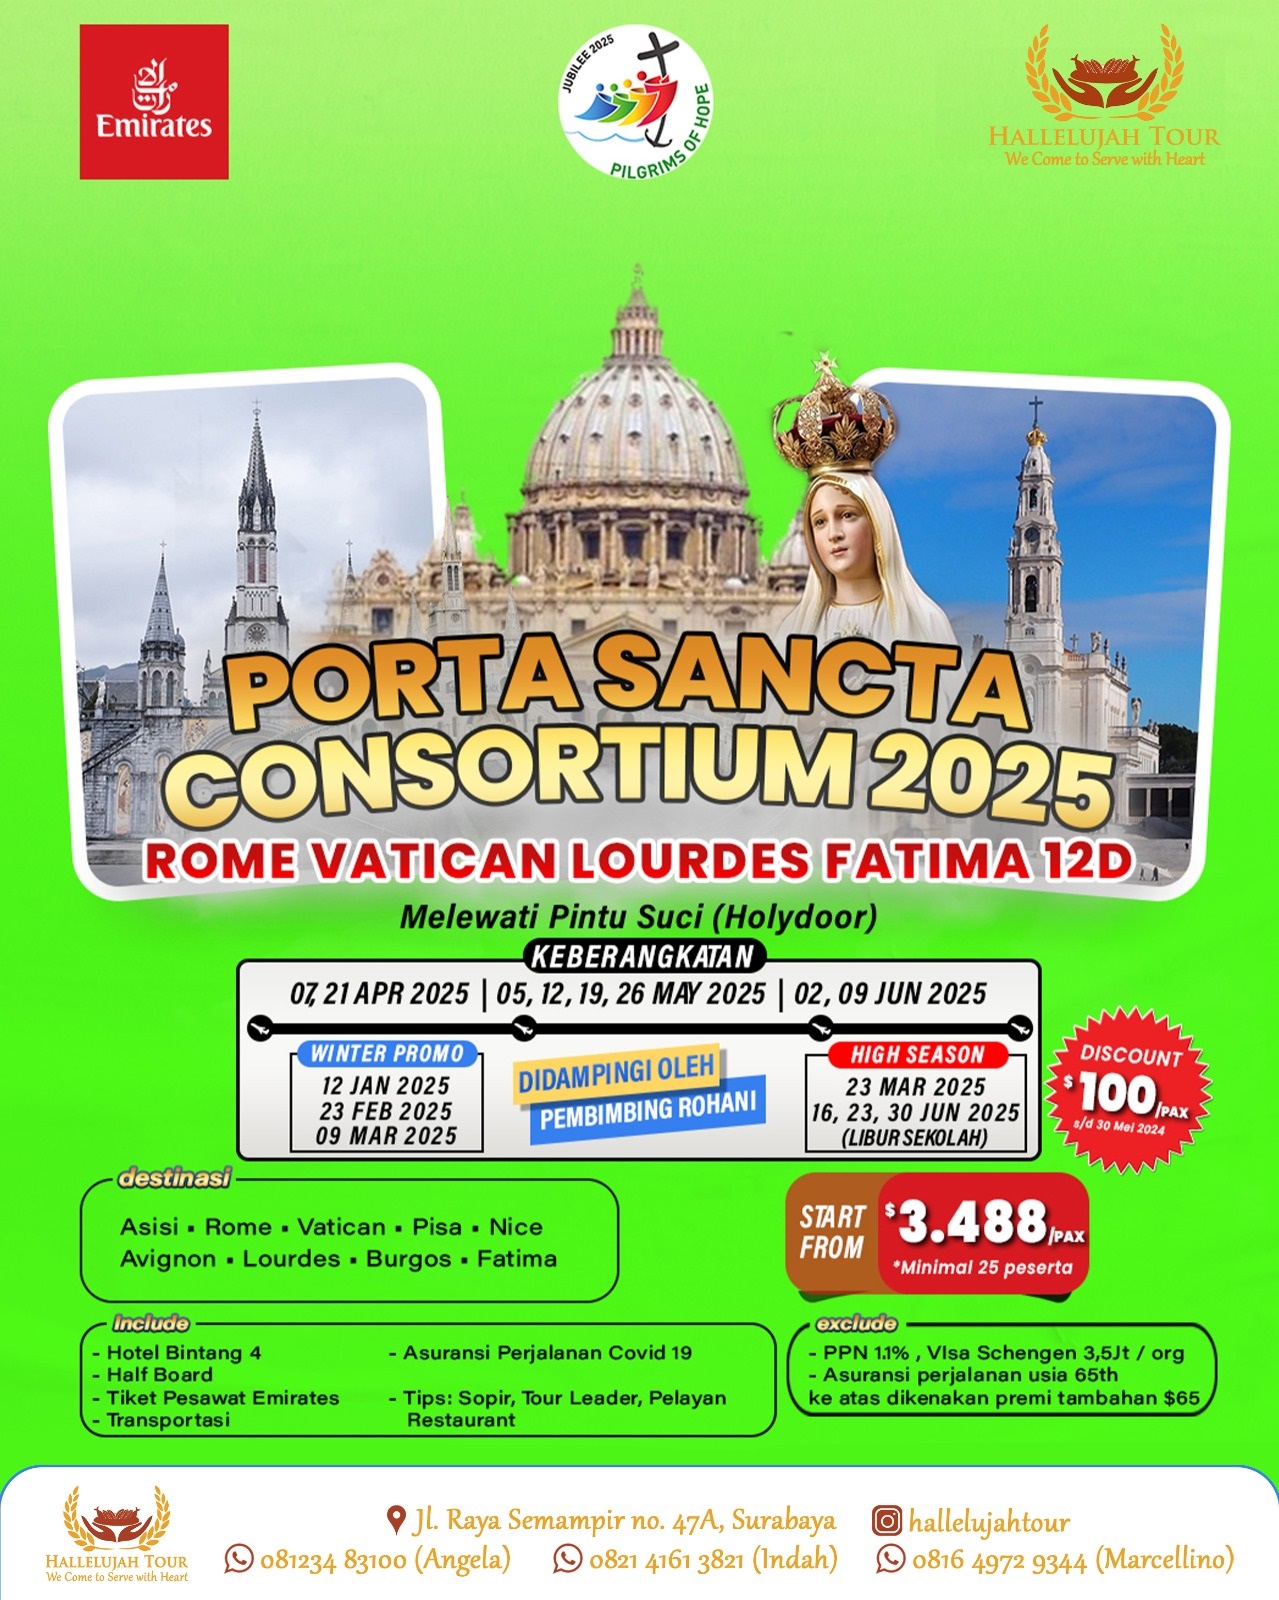 Emirates
JUBILEE 2025
PILGRIMS OF HOPE
HALLELUJAH TOUR
We Come to Serve with Heart
PORTA SANCTA
CONSORTIUM 2025
ROME VATICAN LOURDES FATIMA 12D
Melewati Pintu Suci (Holydoor)
KEBERANGKATAN
07, 21 APR 2025 | 05, 12, 19, 26 MAY 2025 | 02, 09 JUN 2025
WINTER PROMO
12 JAN 2025
23 FEB 2025
09 MAR 2025
DIDAMPINGI OLEH
PEMBIMBING ROHANI
HIGH SEASON
23 MAR 2025
16, 23, 30 JUN 2025
(LIBUR SEKOLAH)
DISCOUNT
$100/PAX
s/d 30 Mei 2024
destinasi
Asisi ▪ Rome ▪ Vatican ▪ Pisa ▪ Nice
Avignon ▪ Lourdes ▪ Burgos ▪ Fatima
START
FROM
$3.488/PAX
*Minimal 25 peserta
Include
- Hotel Bintang 4
- Half Board
- Tiket Pesawat Emirates
- Transportasi
- Asuransi Perjalanan Covid 19
- Tips: Sopir, Tour Leader, Pelayan
Restaurant
exclude
- PPN 1.1% , VIsa Schengen 3,5Jt / org
- Asuransi perjalanan usia 65th
ke atas dikenakan premi tambahan $65
HALLELUJAH TOUR
We Come to Serve with Heart
Jl. Raya Semampir no. 47A, Surabaya
hallelujahtour
081234 83100 (Angela)
0821 4161 3821 (Indah)
0816 4972 9344 (Marcellino)